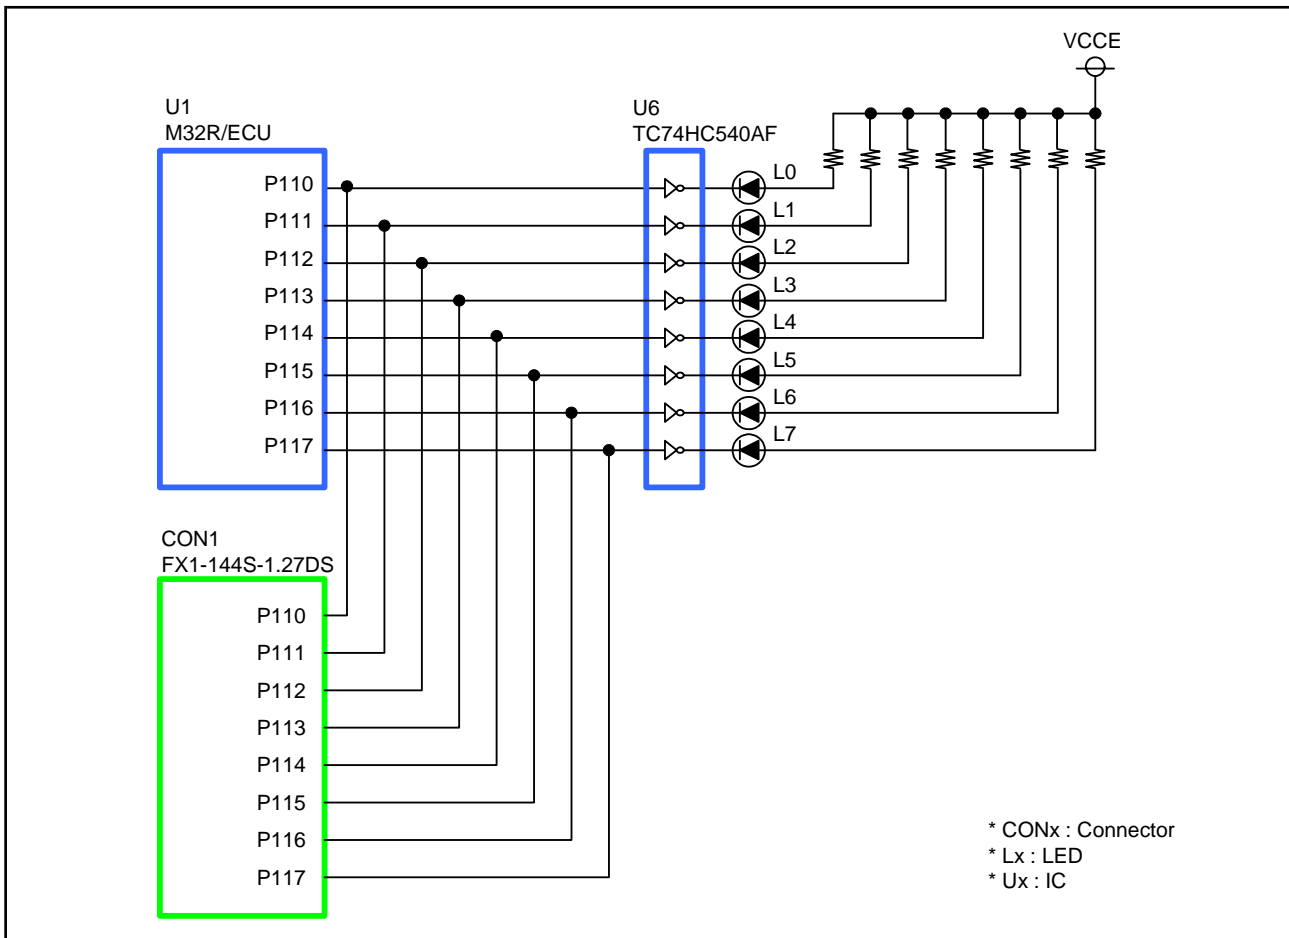 VCCE
U1
M32R/ECU
U6
TC74HC540AF
P110
P111
P112
P113
P114
P115
P116
P117
L0
L1
L2
L3
L4
L5
L6
L7
CON1
FX1-144S-1.27DS
P110
P111
P112
P113
P114
P115
P116
P117
* CONx : Connector
* Lx : LED
* Ux : IC